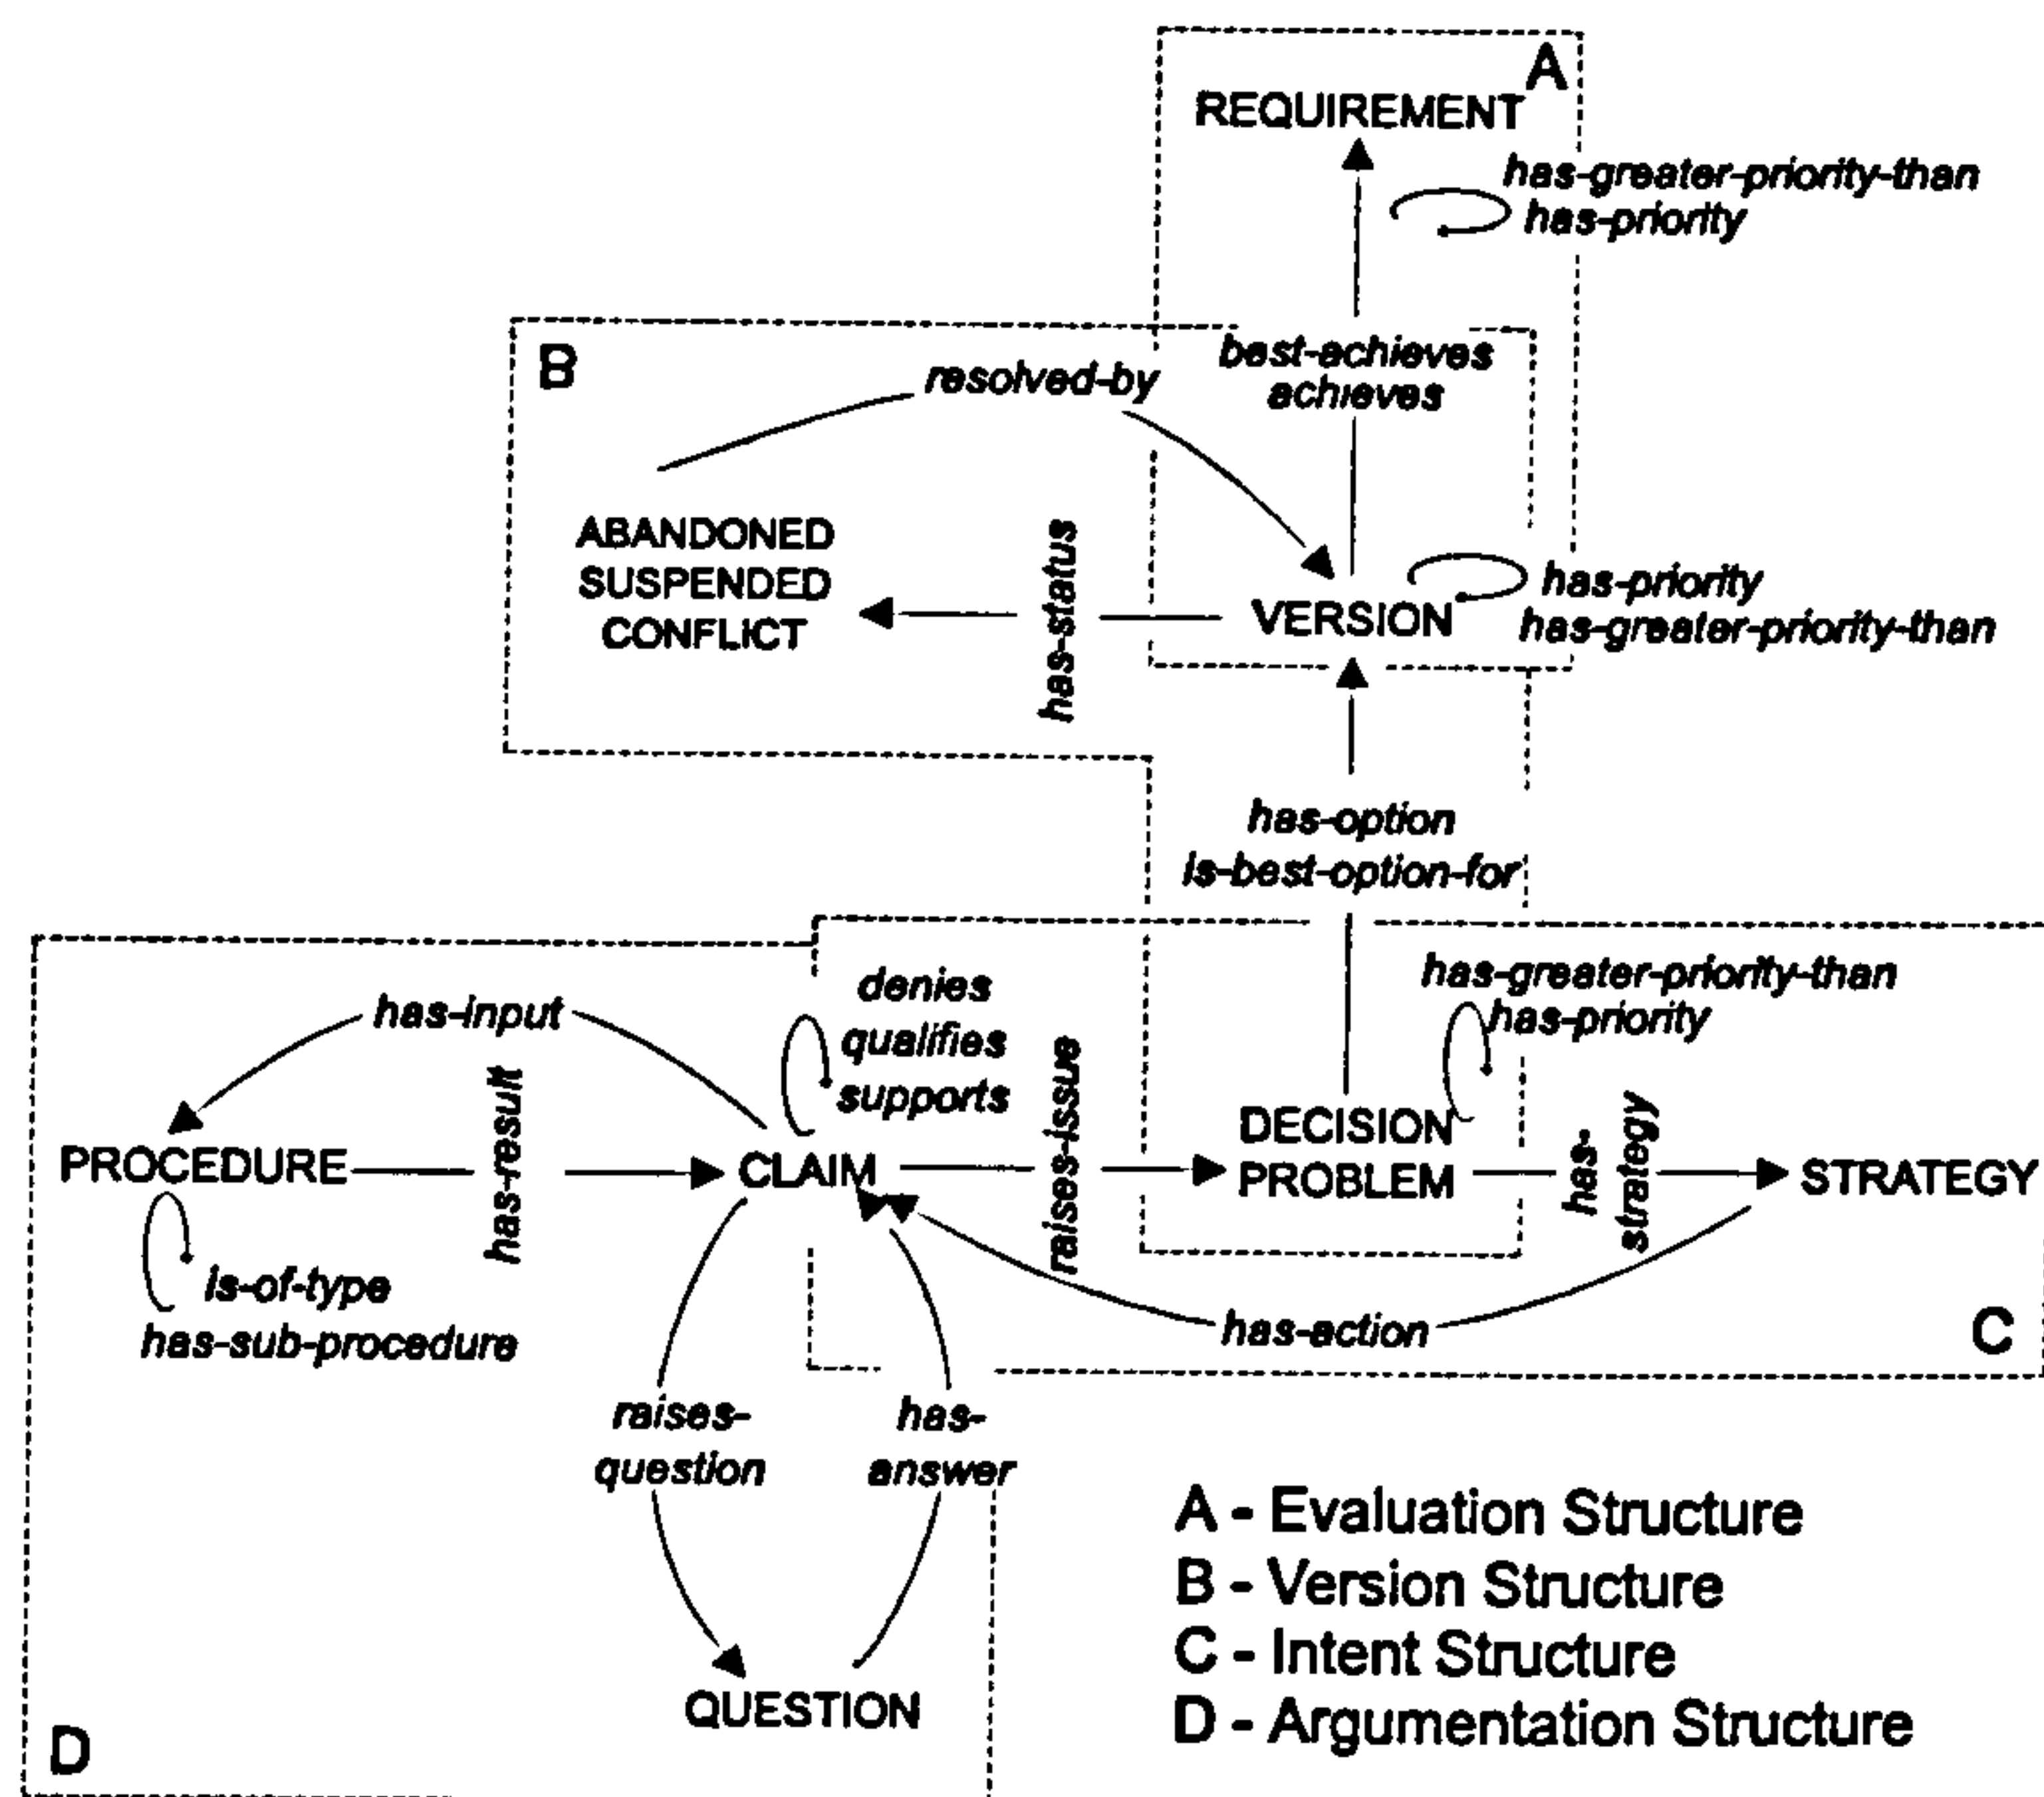 A
REQUIREMENT
has-greater-priority-than
has-priority
B
resolved-by
best-achieves
achieves
ABANDONED
SUSPENDED
CONFLICT
has-status
VERSION
has-priority
has-greater-priority-than
has-option
is-best-option-for
has-input
denies
qualifies
supports
has-greater-priority-than
has-priority
PROCEDURE
has-result
CLAIM
raises-issue
DECISION
PROBLEM
has-
strategy
STRATEGY
is-of-type
has-sub-procedure
has-action
C
raises-
question
has-
answer
QUESTION
D
A - Evaluation Structure
B - Version Structure
C - Intent Structure
D - Argumentation Structure